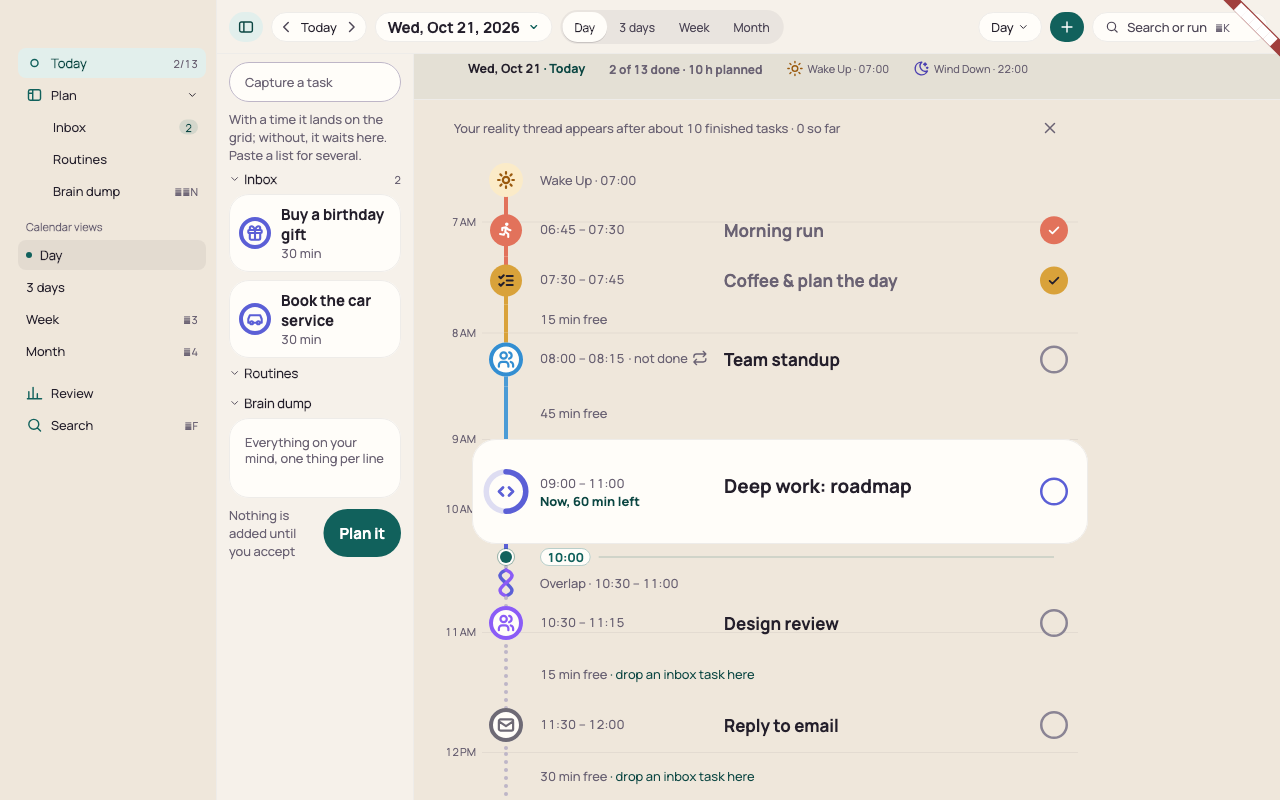 Today
2/13
Plan
Inbox
2
Routines
Brain dump
N
Calendar views
Day
3 days
Week
3
Month
4
Review
Search
F
Today
Wed, Oct 21, 2026
Day
3 days
Week
Month
Day
Search or run
K
Capture a task
With a time it lands on the
grid; without, it waits here.
Paste a list for several.
Inbox
2
Buy a birthday
gift
30 min
Book the car
service
30 min
Routines
Brain dump
Everything on your
mind, one thing per line
Nothing is
added until
you accept
Plan it
Wed, Oct 21 · Today
2 of 13 done · 10 h planned
Wake Up · 07:00
Wind Down · 22:00
Your reality thread appears after about 10 finished tasks · 0 so far
Wake Up · 07:00
7 AM
06:45 – 07:30
Morning run
07:30 – 07:45
Coffee & plan the day
15 min free
8 AM
08:00 – 08:15 · not done
Team standup
45 min free
9 AM
09:00 – 11:00
Now, 60 min left
Deep work: roadmap
10 AM
10:00
Overlap · 10:30 – 11:00
10:30 – 11:15
Design review
11 AM
15 min free · drop an inbox task here
11:30 – 12:00
Reply to email
12 PM
30 min free · drop an inbox task here